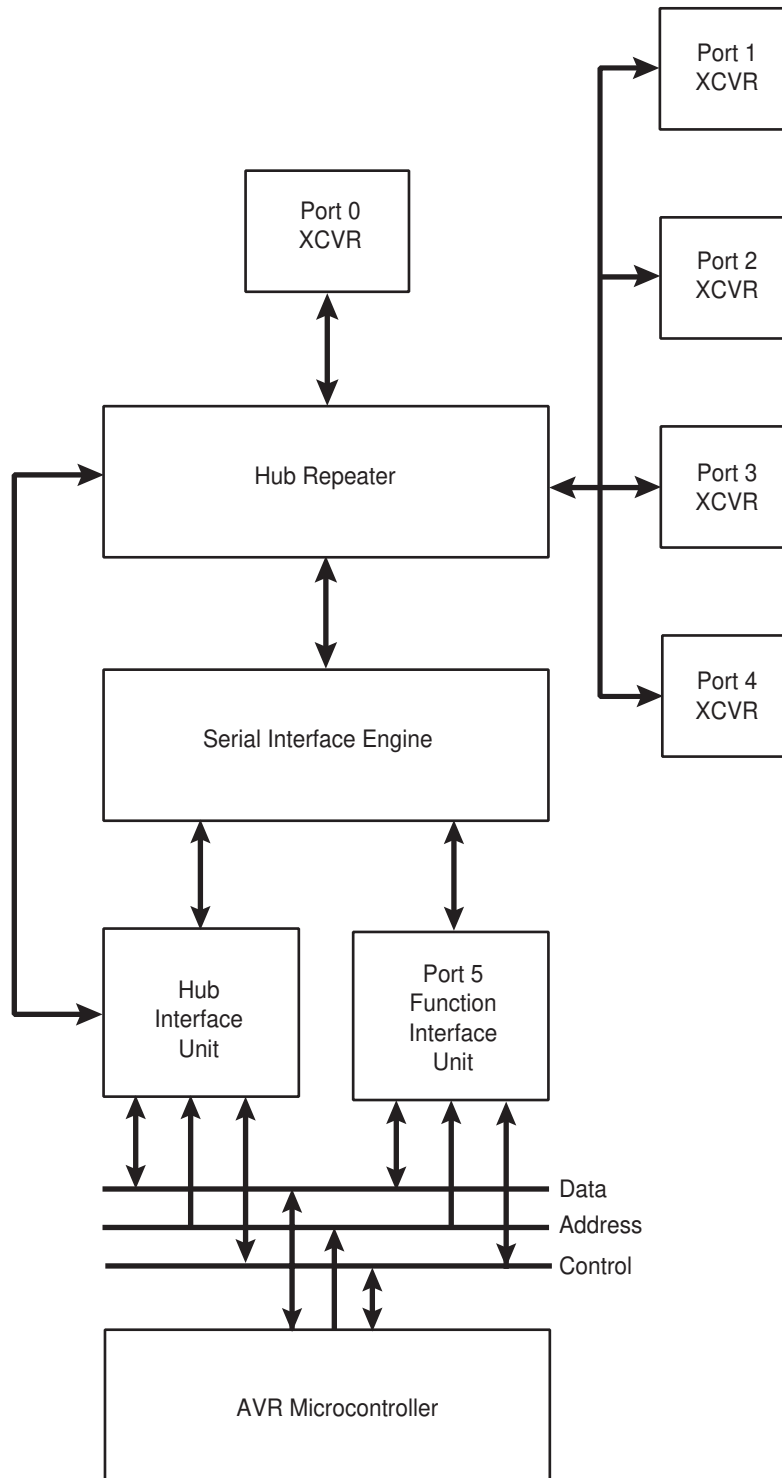 Port 1
XCVR
Port 0
XCVR
Port 2
XCVR
Hub Repeater
Port 3
XCVR
Port 4
XCVR
Serial Interface Engine
Hub
Interface
Unit
Port 5
Function
Interface
Unit
Data
Address
Control
AVR Microcontroller